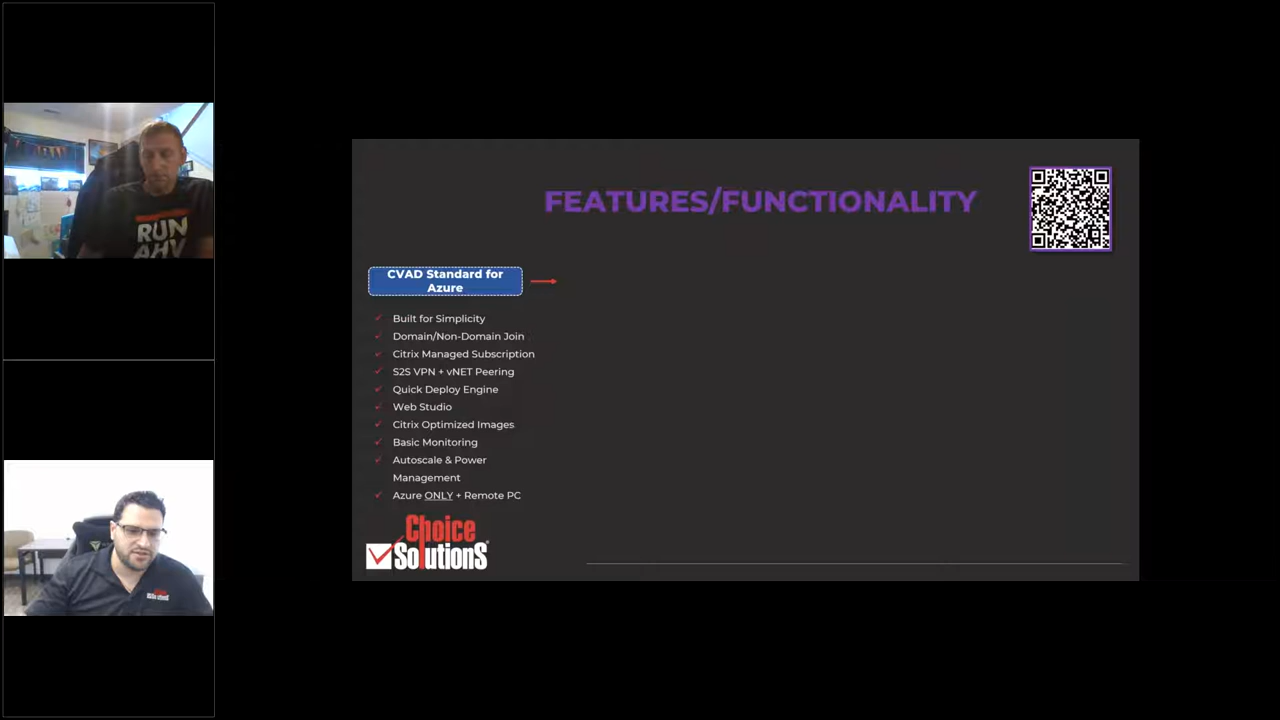 RUN
AHV
FEATURES/FUNCTIONALITY
CVAD Standard for
Azure
Built for Simplicity
Domain/Non-Domain Join
Citrix Managed Subscription
S2S VPN + vNET Peering
Quick Deploy Engine
Web Studio
Citrix Optimized Images
Basic Monitoring
Autoscale & Power
Management
Azure ONLY + Remote PC
Choice
Solutions